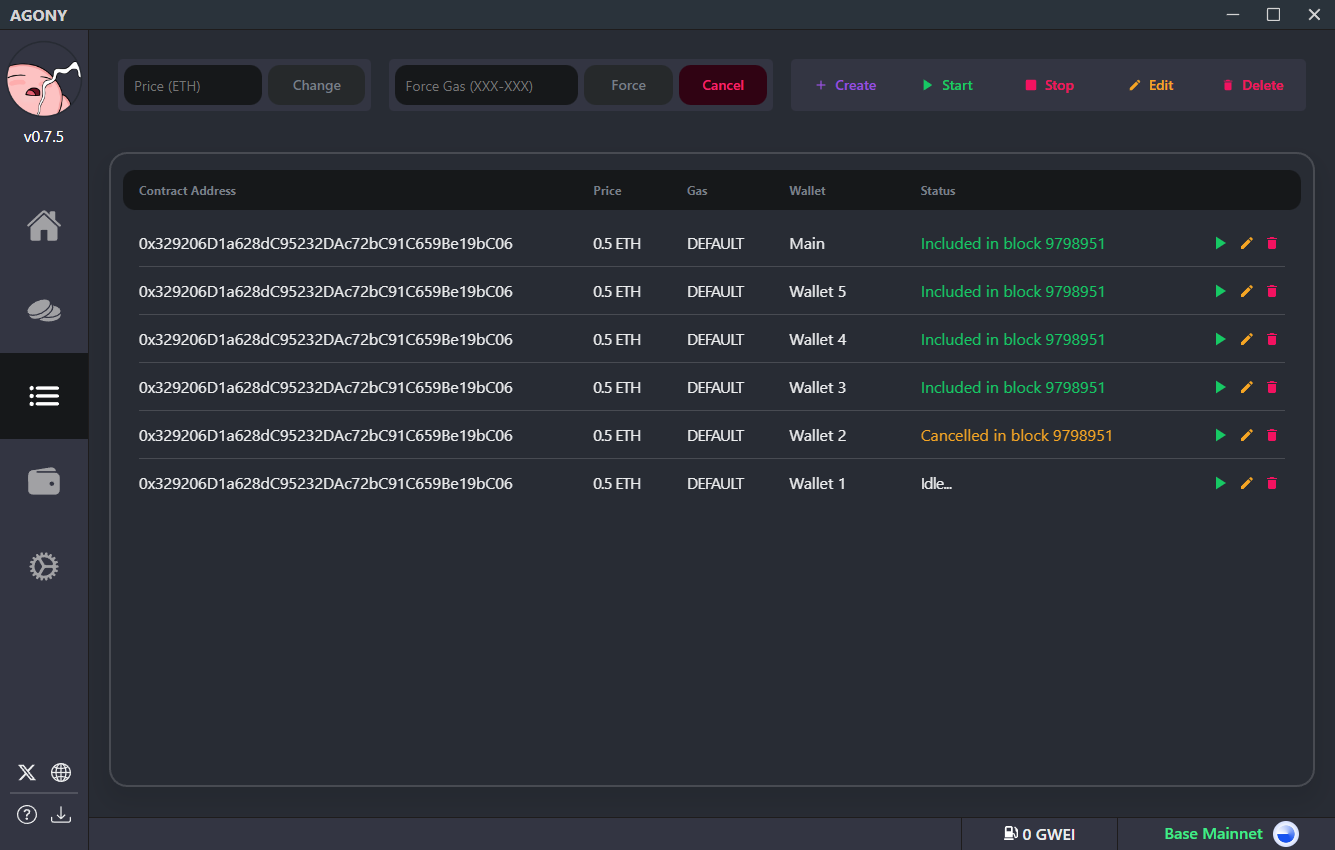 AGONY
v0.7.5
Price (ETH) Change Force Gas (XXX-XXX) Force Cancel + Create Start Stop Edit Delete
Contract Address Price Gas Wallet Status
0x329206D1a628dC95232DAc72bC91C659Be19bC06 0.5 ETH DEFAULT Main Included in block 9798951
0x329206D1a628dC95232DAc72bC91C659Be19bC06 0.5 ETH DEFAULT Wallet 5 Included in block 9798951
0x329206D1a628dC95232DAc72bC91C659Be19bC06 0.5 ETH DEFAULT Wallet 4 Included in block 9798951
0x329206D1a628dC95232DAc72bC91C659Be19bC06 0.5 ETH DEFAULT Wallet 3 Included in block 9798951
0x329206D1a628dC95232DAc72bC91C659Be19bC06 0.5 ETH DEFAULT Wallet 2 Cancelled in block 9798951
0x329206D1a628dC95232DAc72bC91C659Be19bC06 0.5 ETH DEFAULT Wallet 1 Idle...
0 GWEI Base Mainnet